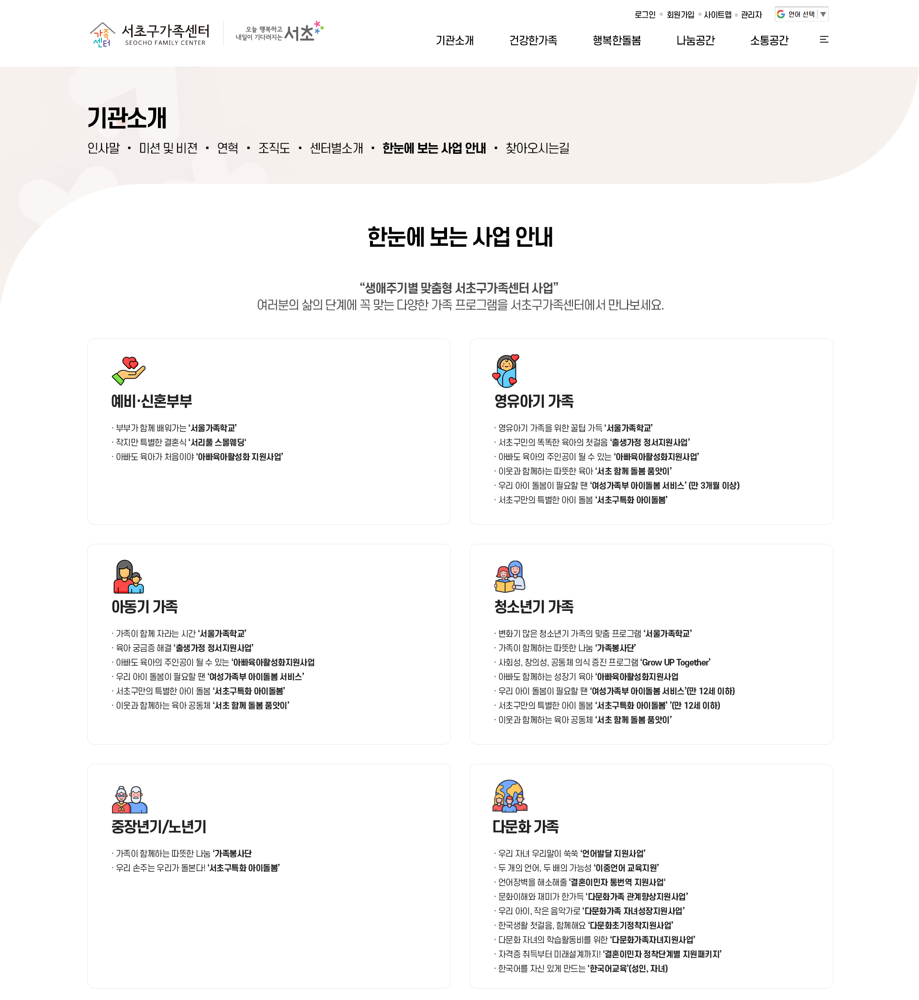 로그인 회원가입 사이트맵 관리자 언어 선택 ▼
가족센터 서초구가족센터
SEOCHO FAMILY CENTER
오늘 행복하고
내일이 기다려지는 서초
기관소개 건강한가족 행복한돌봄 나눔공간 소통공간
기관소개
인사말 · 미션 및 비젼 · 연혁 · 조직도 · 센터별소개 · 한눈에 보는 사업 안내 · 찾아오시는길
한눈에 보는 사업 안내
“생애주기별 맞춤형 서초구가족센터 사업”
여러분의 삶의 단계에 꼭 맞는 다양한 가족 프로그램을 서초구가족센터에서 만나보세요.
예비·신혼부부
· 부부가 함께 배워가는 ‘서울가족학교’
· 작지만 특별한 결혼식 ‘서리풀 스몰웨딩‘
· 아빠도 육아가 처음이야 ‘아빠육아활성화 지원사업’
영유아기 가족
· 영유아기 가족을 위한 꿀팁 가득 ‘서울가족학교’
· 서초구민의 똑똑한 육아의 첫걸음 ‘출생가정 정서지원사업’
· 아빠도 육아의 주인공이 될 수 있는 ‘아빠육아활성화지원사업’
· 이웃과 함께하는 따뜻한 육아 ‘서초 함께 돌봄 품앗이’
· 우리 아이 돌봄이 필요할 땐 ‘여성가족부 아이돌봄 서비스’ (만 3개월 이상)
· 서초구만의 특별한 아이 돌봄 ‘서초구특화 아이돌봄’
아동기 가족
· 가족이 함께 자라는 시간 ‘서울가족학교’
· 육아 궁금증 해결 ‘출생가정 정서지원사업’
· 아빠도 육아의 주인공이 될 수 있는 ‘아빠육아활성화지원사업
· 우리 아이 돌봄이 필요할 땐 ‘여성가족부 아이돌봄 서비스’
· 서초구만의 특별한 아이 돌봄 ‘서초구특화 아이돌봄’
· 이웃과 함께하는 육아 공동체 ‘서초 함께 돌봄 품앗이’
청소년기 가족
· 변화기 많은 청소년기 가족의 맞춤 프로그램 ‘서울가족학교’
· 가족이 함께하는 따뜻한 나눔 ‘가족봉사단’
· 사회성, 창의성, 공동체 의식 증진 프로그램 ‘Grow UP Together’
· 아빠도 함께하는 성장기 육아 ‘아빠육아활성화지원사업
· 우리 아이 돌봄이 필요할 땐 ‘여성가족부 아이돌봄 서비스’(만 12세 이하)
· 서초구만의 특별한 아이 돌봄 ‘서초구특화 아이돌봄’ ’(만 12세 이하)
· 이웃과 함께하는 육아 공동체 ‘서초 함께 돌봄 품앗이’
중장년기/노년기
· 가족이 함께하는 따뜻한 나눔 ‘가족봉사단
· 우리 손주는 우리가 돌본다! ‘서초구특화 아이돌봄’
다문화 가족
· 우리 자녀 우리말이 쑥쑥 ‘언어발달 지원사업’
· 두 개의 언어, 두 배의 가능성 ‘이중언어 교육지원’
· 언어장벽을 해소해줄 ‘결혼이민자 통번역 지원사업‘
· 문화이해와 재미가 한가득 ‘다문화가족 관계향상지원사업’
· 우리 아이, 작은 음악가로 ‘다문화가족 자녀성장지원사업’
· 한국생활 첫걸음, 함께해요 ‘다문화초기정착지원사업’
· 다문화 자녀의 학습활동비를 위한 ‘다문화가족자녀지원사업’
· 자격증 취득부터 미래설계까지! ‘결혼이민자 정착단계별 지원패키지’
· 한국어를 자신 있게 만드는 ‘한국어교육’(성인, 자녀)